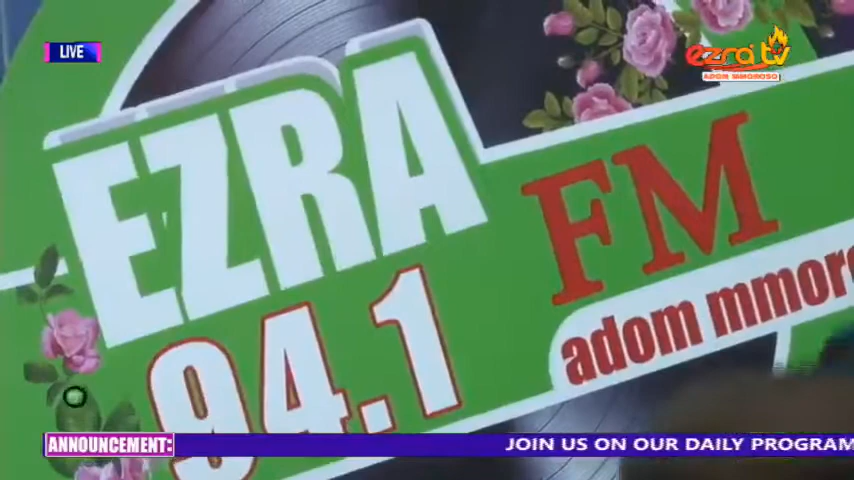 LIVE
ezra tv
ADOM MMOROSO
EZRA FM
94.1
adom mmoro
ANNOUNCEMENT:
JOIN US ON OUR DAILY PROGRAM